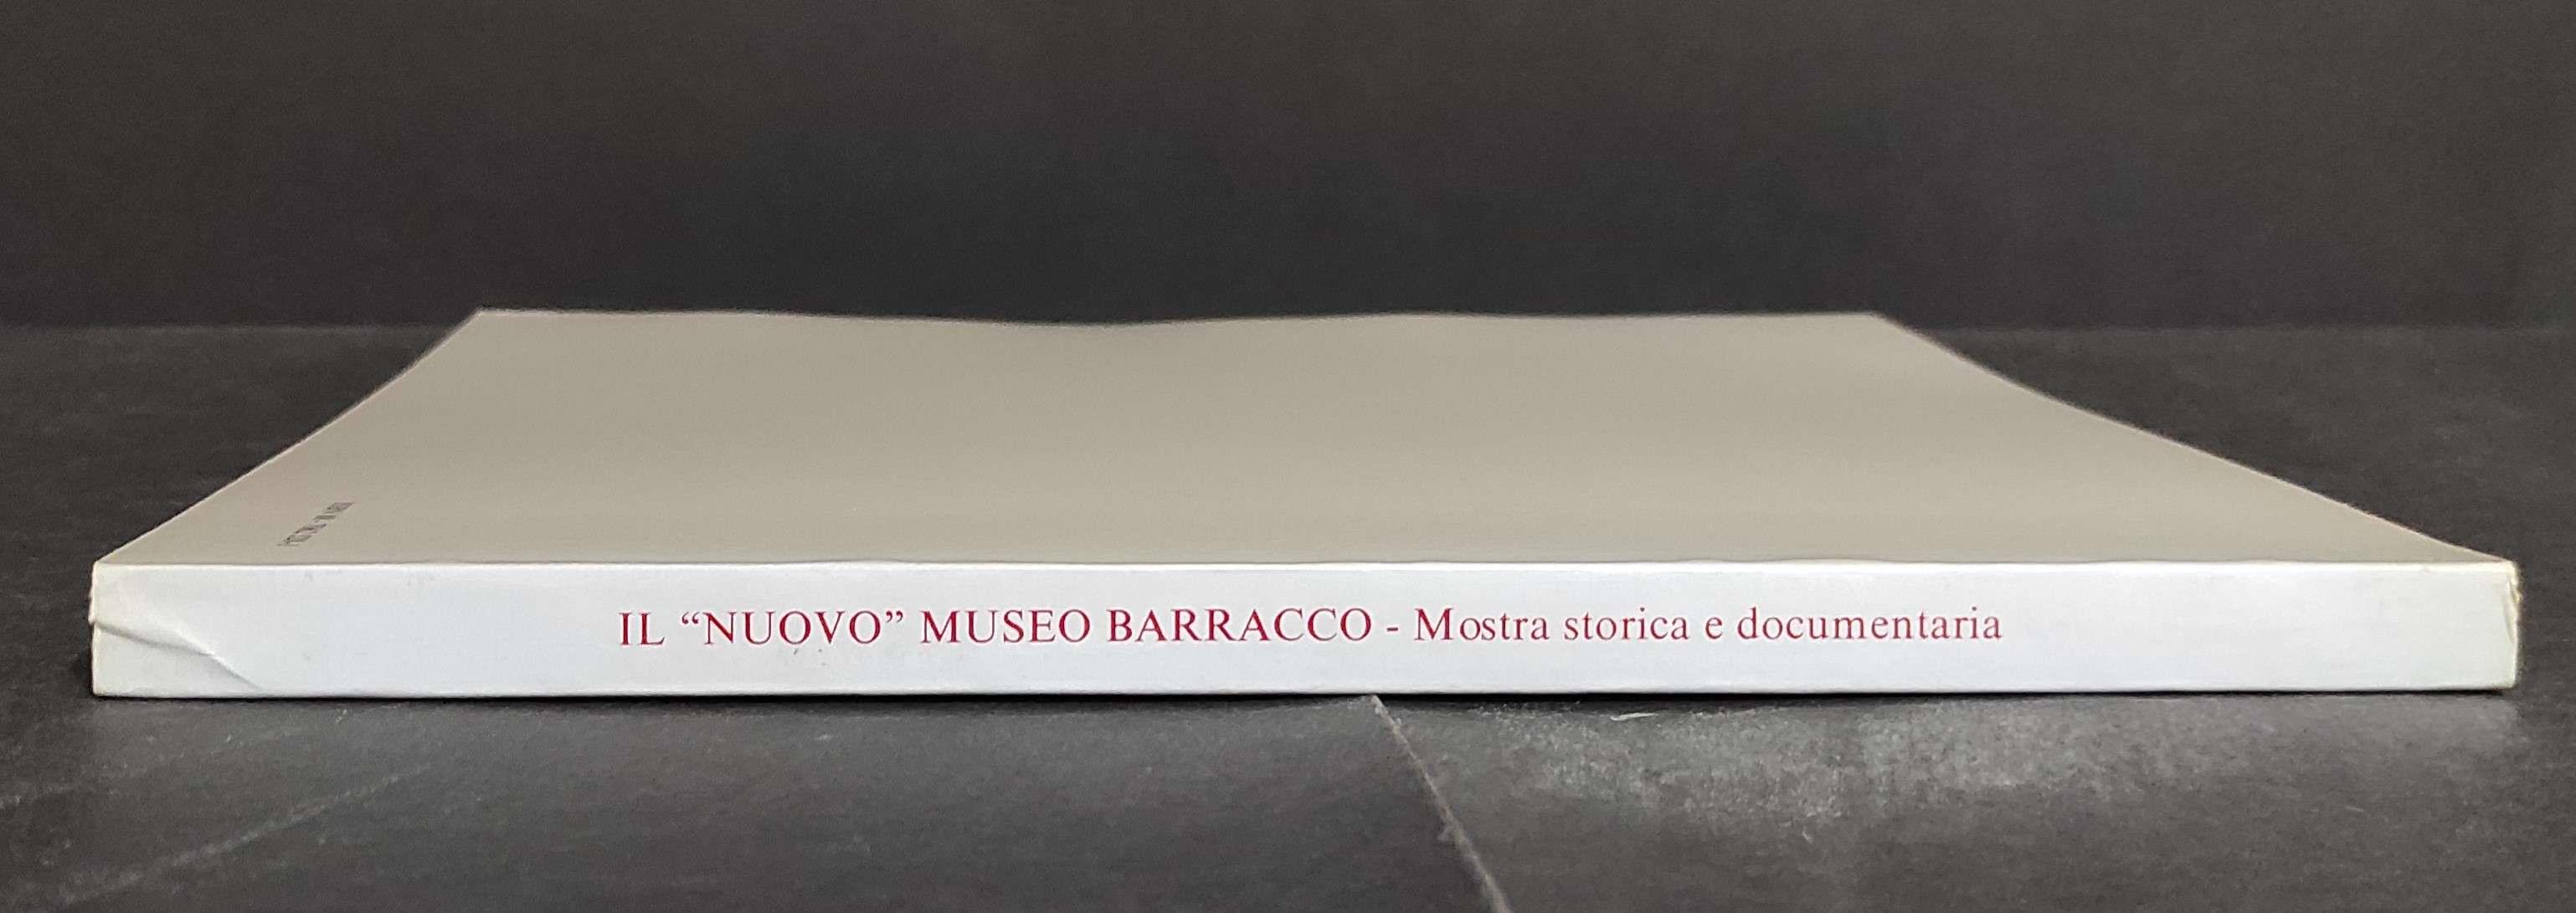 IL “NUOVO” MUSEO BARRACCO - Mostra storica e documentaria